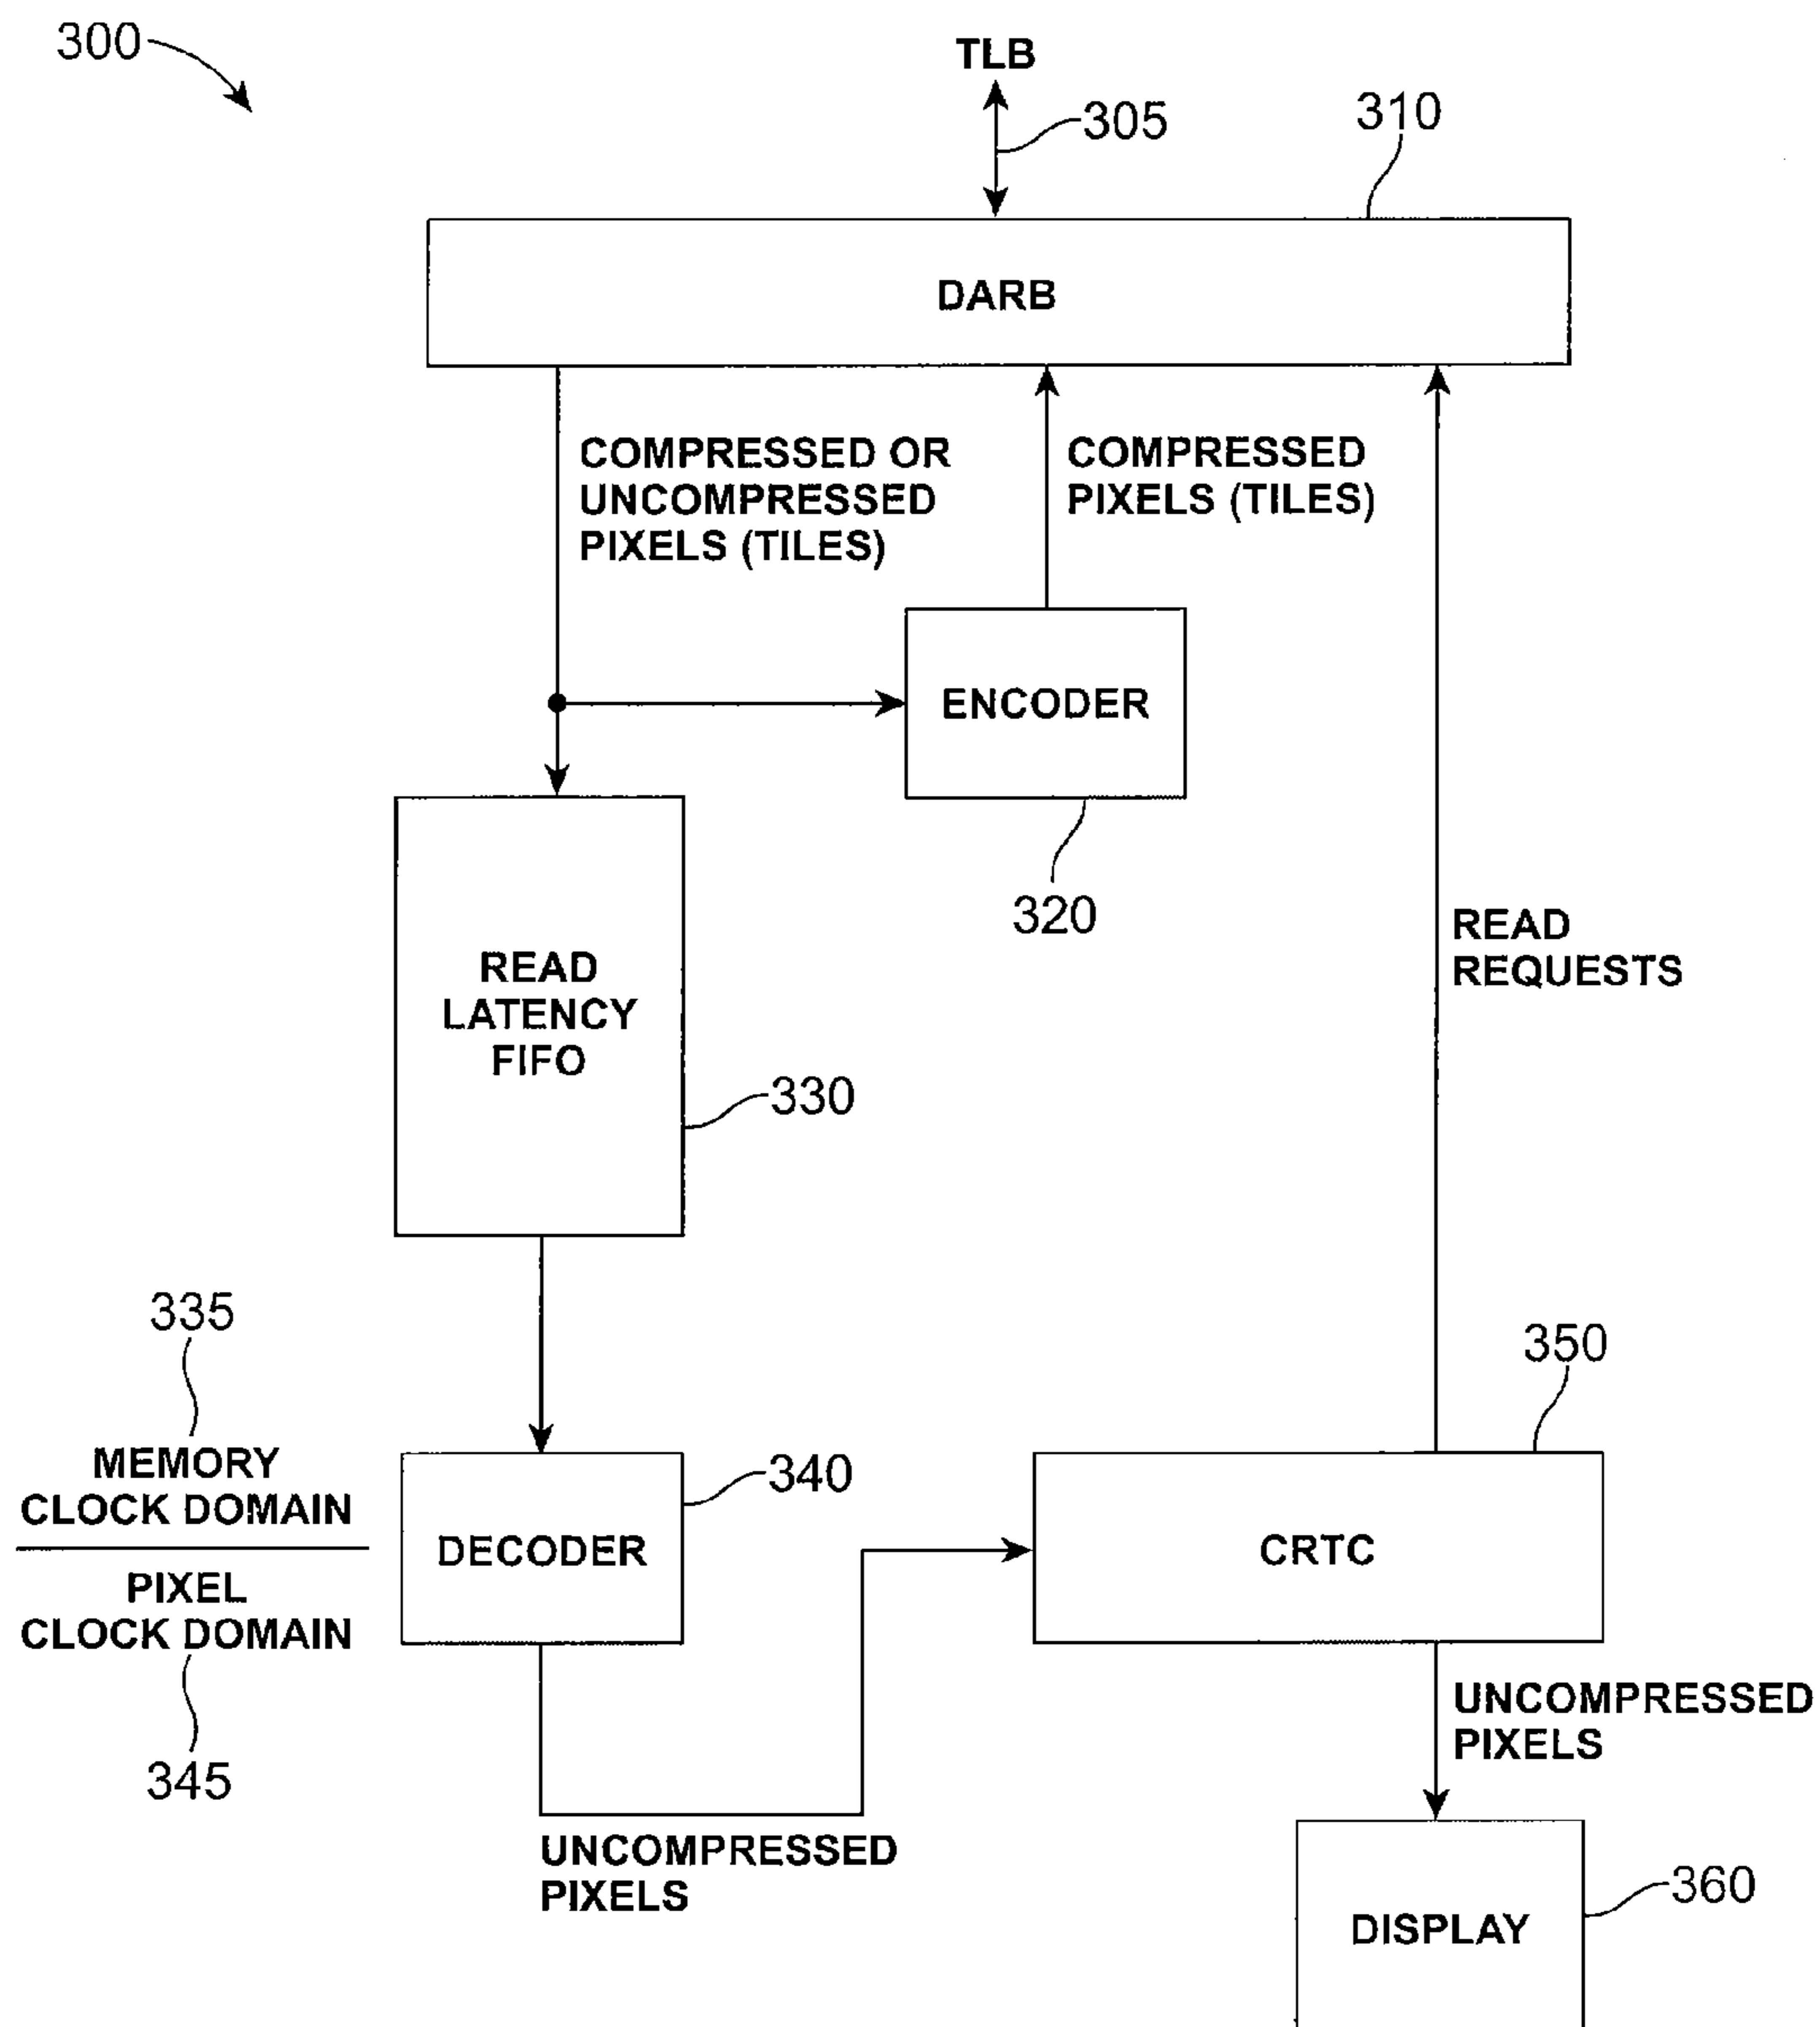 300
TLB
305
310
DARB
COMPRESSED OR
UNCOMPRESSED
PIXELS (TILES)
COMPRESSED
PIXELS (TILES)
ENCODER
320
READ
LATENCY
FIFO
330
READ
REQUESTS
335
MEMORY
CLOCK DOMAIN
PIXEL
CLOCK DOMAIN
345
340
DECODER
350
CRTC
UNCOMPRESSED
PIXELS
UNCOMPRESSED
PIXELS
360
DISPLAY